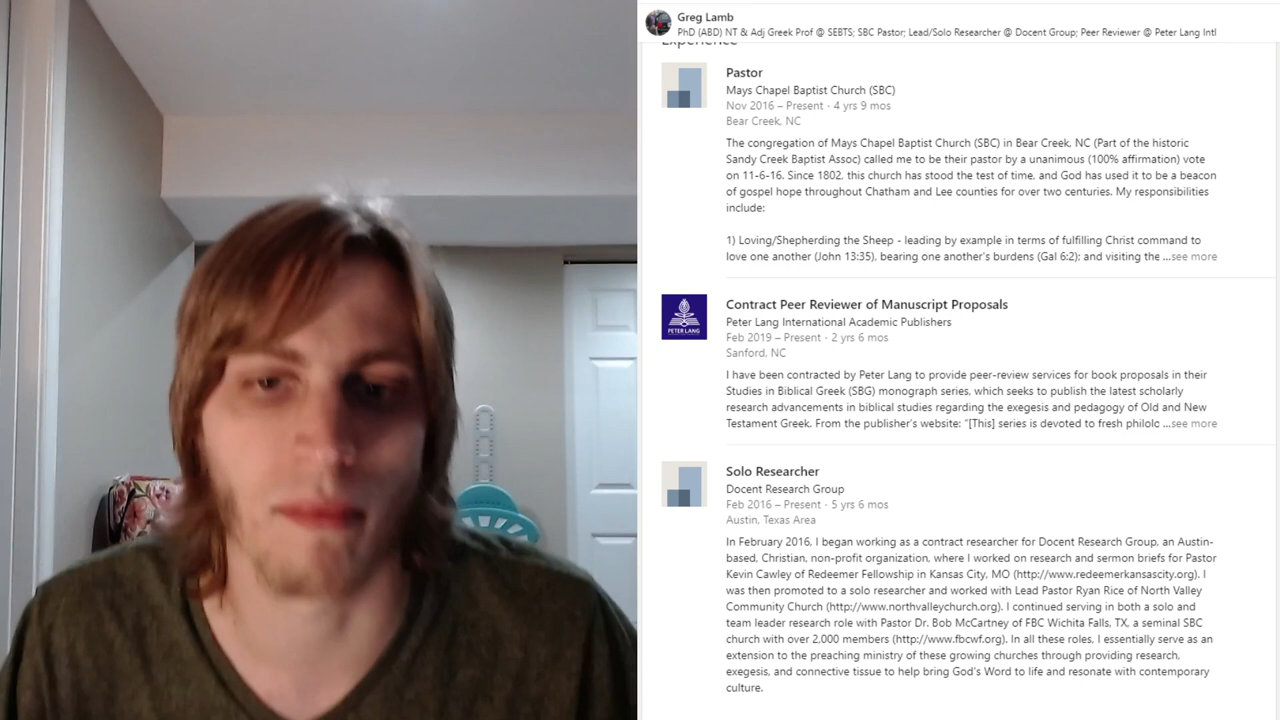 Greg Lamb
PhD (ABD) NT & Adj Greek Prof @ SEBTS; SBC Pastor; Lead/Solo Researcher @ Docent Group; Peer Reviewer @ Peter Lang Intl
Experience
Pastor
Mays Chapel Baptist Church (SBC)
Nov 2016 – Present · 4 yrs 9 mos
Bear Creek, NC
The congregation of Mays Chapel Baptist Church (SBC) in Bear Creek, NC (Part of the historic
Sandy Creek Baptist Assoc) called me to be their pastor by a unanimous (100% affirmation) vote
on 11-6-16. Since 1802, this church has stood the test of time, and God has used it to be a beacon
of gospel hope throughout Chatham and Lee counties for over two centuries. My responsibilities
include:
1) Loving/Shepherding the Sheep - leading by example in terms of fulfilling Christ command to
love one another (John 13:35), bearing one another's burdens (Gal 6:2); and visiting the ...see more
PETER LANG
Contract Peer Reviewer of Manuscript Proposals
Peter Lang International Academic Publishers
Feb 2019 – Present · 2 yrs 6 mos
Sanford, NC
I have been contracted by Peter Lang to provide peer-review services for book proposals in their
Studies in Biblical Greek (SBG) monograph series, which seeks to publish the latest scholarly
research advancements in biblical studies regarding the exegesis and pedagogy of Old and New
Testament Greek. From the publisher's website: "[This] series is devoted to fresh philolo ...see more
Solo Researcher
Docent Research Group
Feb 2016 – Present · 5 yrs 6 mos
Austin, Texas Area
In February 2016, I began working as a contract researcher for Docent Research Group, an Austin-
based, Christian, non-profit organization, where I worked on research and sermon briefs for Pastor
Kevin Cawley of Redeemer Fellowship in Kansas City, MO (http://www.redeemerkansascity.org). I
was then promoted to a solo researcher and worked with Lead Pastor Ryan Rice of North Valley
Community Church (http://www.northvalleychurch.org). I continued serving in both a solo and
team leader research role with Pastor Dr. Bob McCartney of FBC Wichita Falls, TX, a seminal SBC
church with over 2,000 members (http://www.fbcwf.org). In all these roles, I essentially serve as an
extension to the preaching ministry of these growing churches through providing research,
exegesis, and connective tissue to help bring God's Word to life and resonate with contemporary
culture.